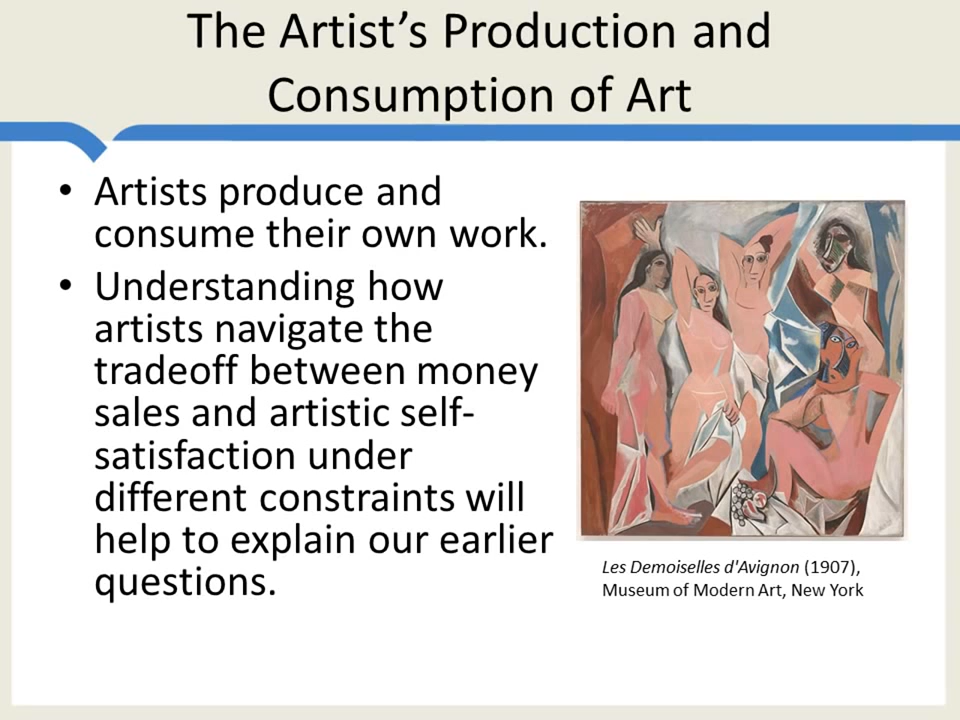 The Artist’s Production and
Consumption of Art
• Artists produce and
consume their own work.
• Understanding how
artists navigate the
tradeoff between money
sales and artistic self-
satisfaction under
different constraints will
help to explain our earlier
questions.
Les Demoiselles d'Avignon (1907),
Museum of Modern Art, New York